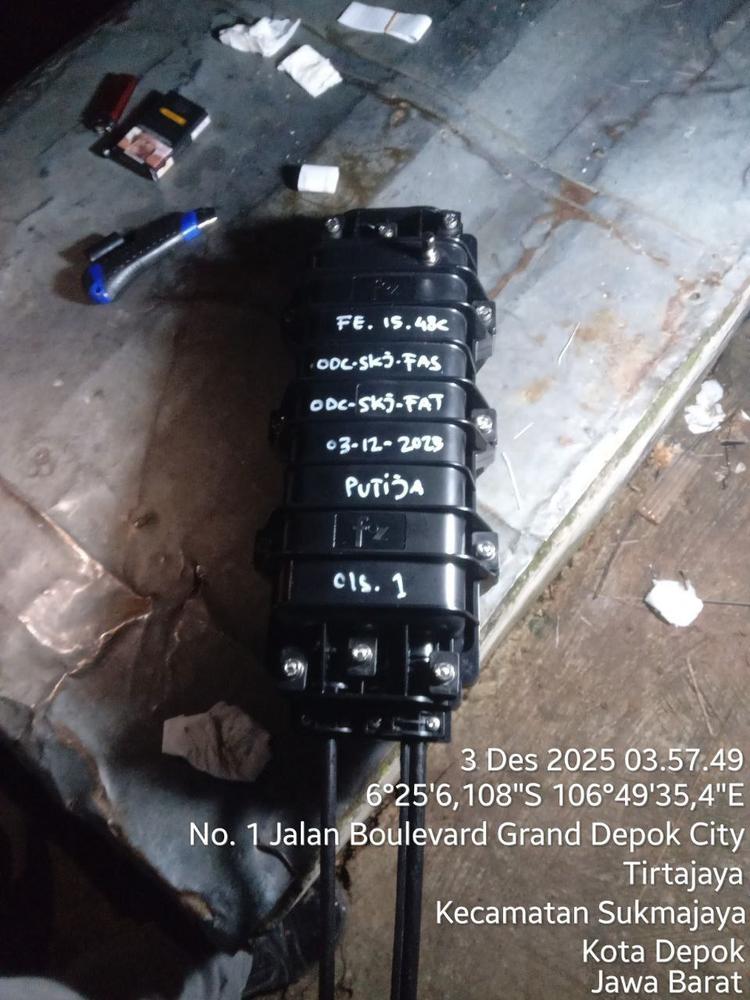 FE. 15. 48c
ODC-SKJ-FAS
ODC-SKJ-FAT
03-12-2025
PUTIJA
Cls. 1
3 Des 2025 03.57.49
6°25'6,108"S 106°49'35,4"E
No. 1 Jalan Boulevard Grand Depok City
Tirtajaya
Kecamatan Sukmajaya
Kota Depok
Jawa Barat